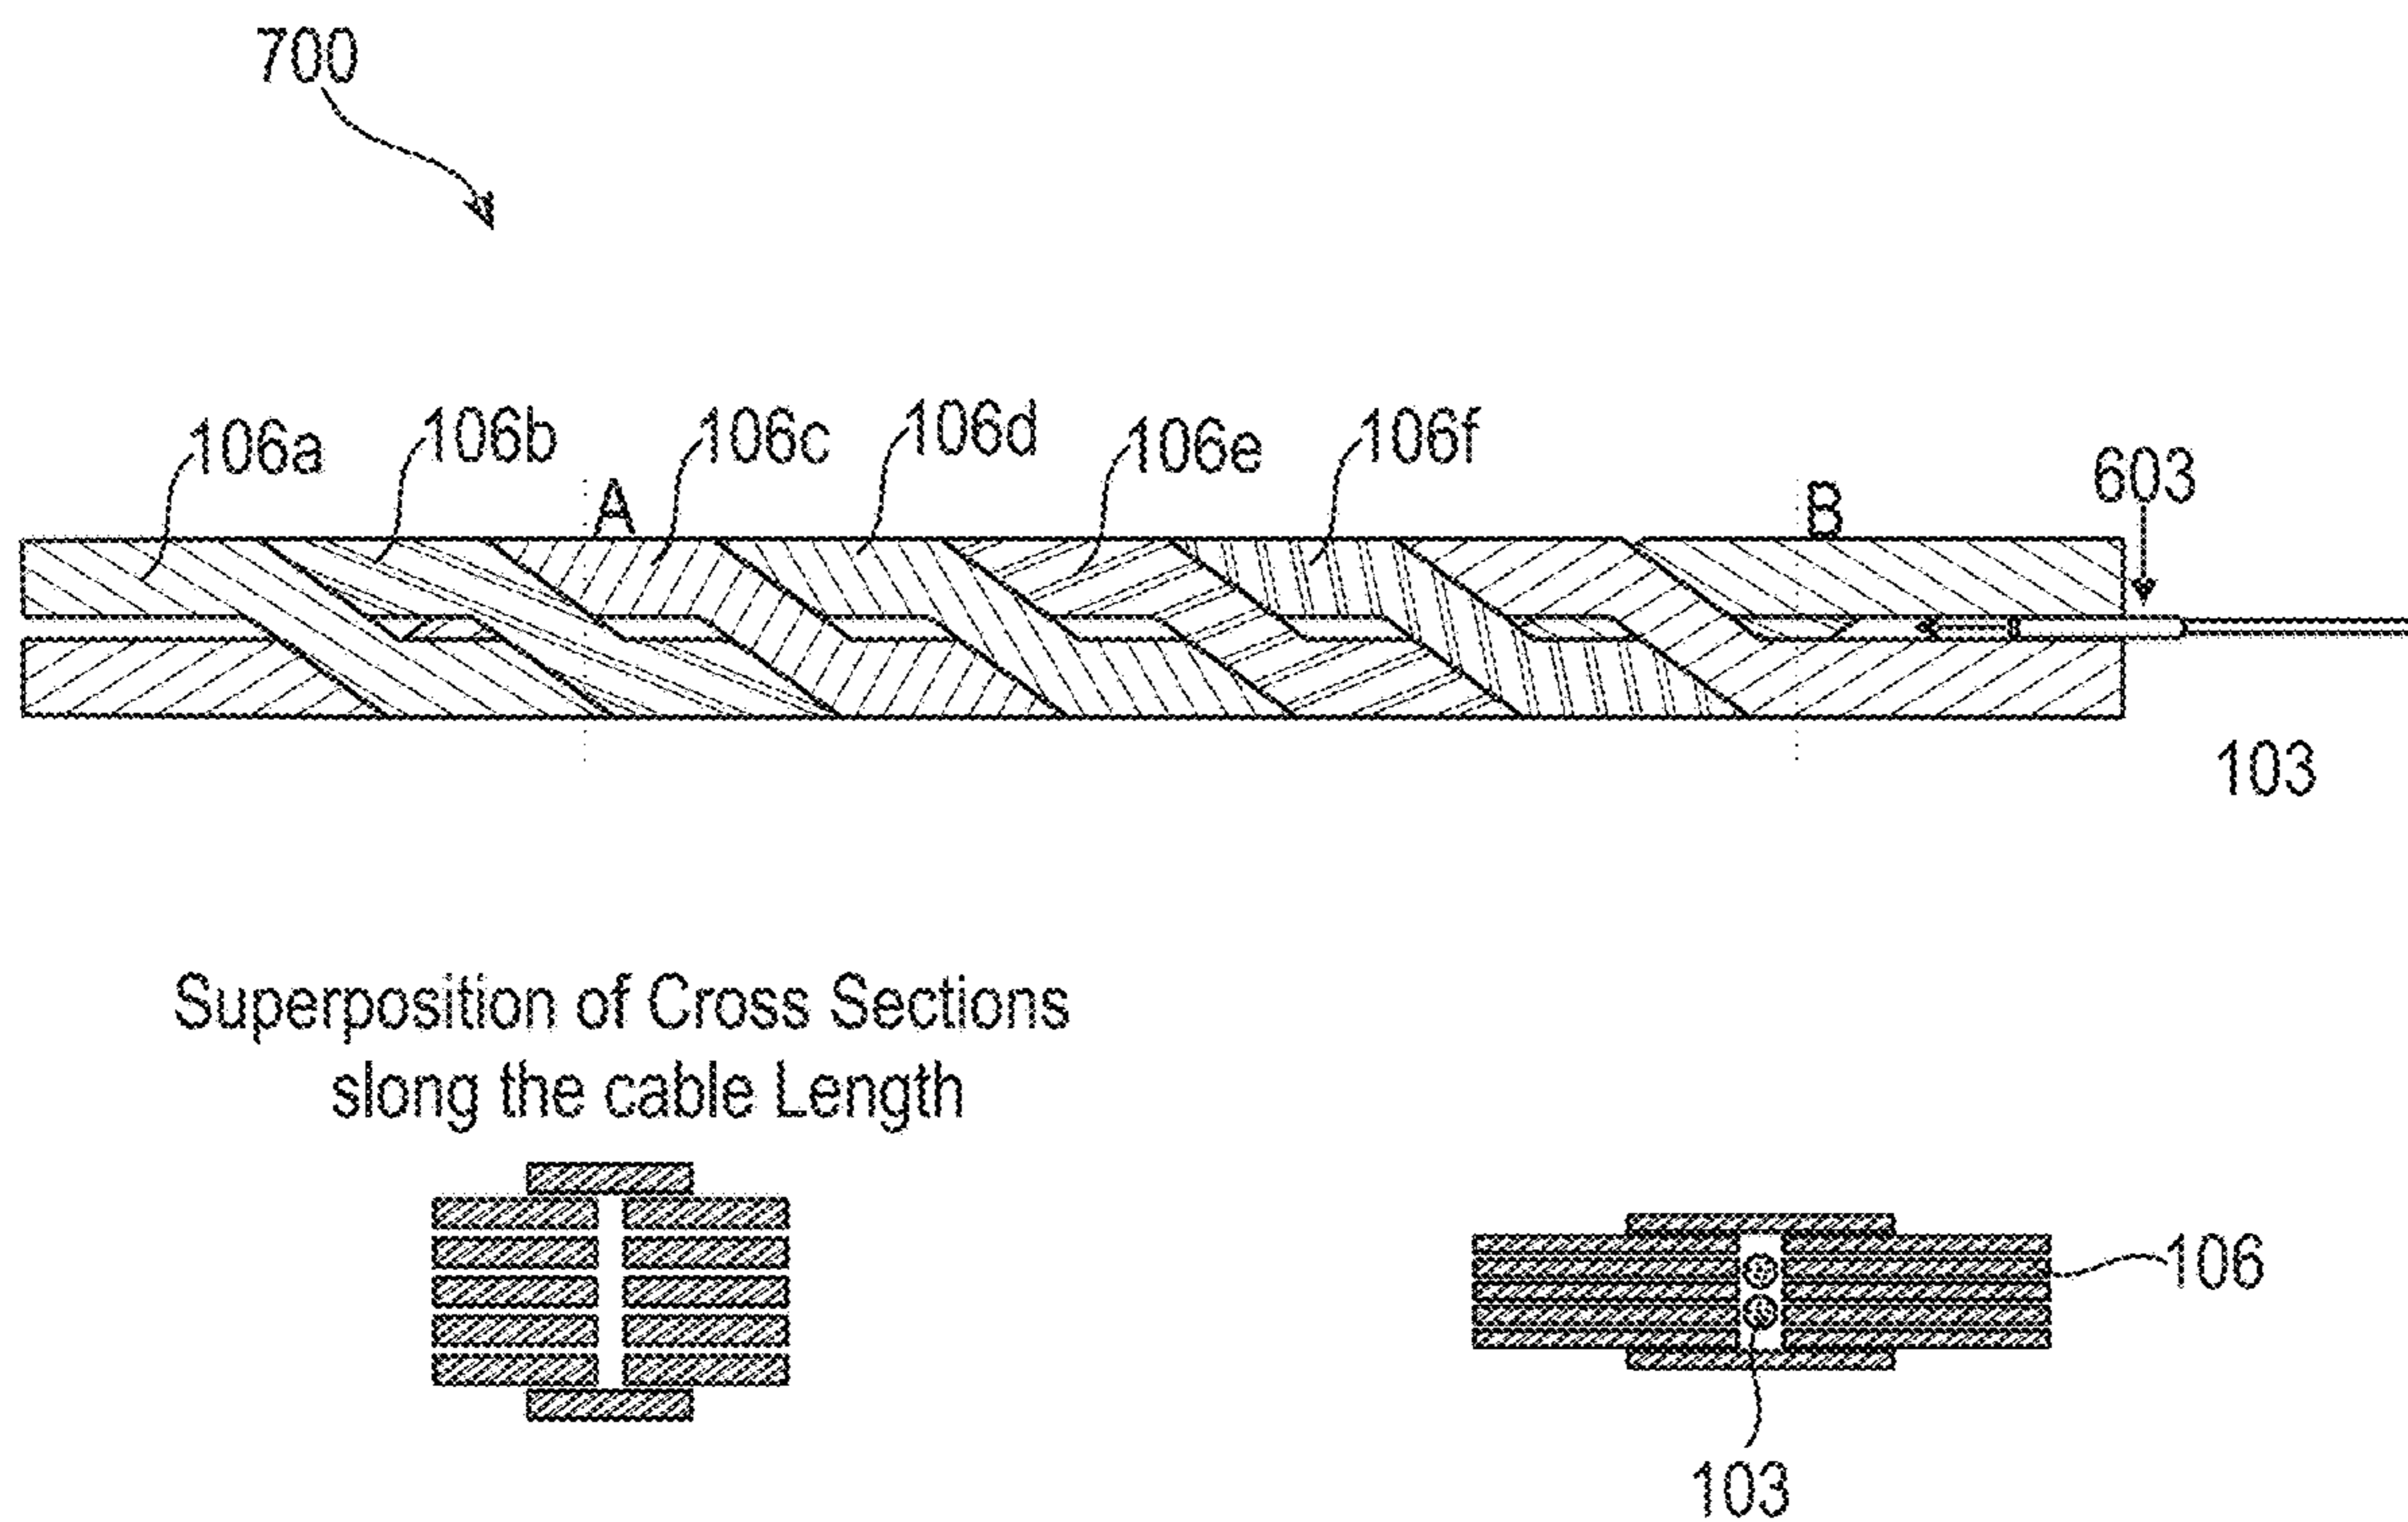 700
106a
106b
106c
106d
106e
106f
603
A
B
103
Superposition of Cross Sections
slong the cable Length
106
103